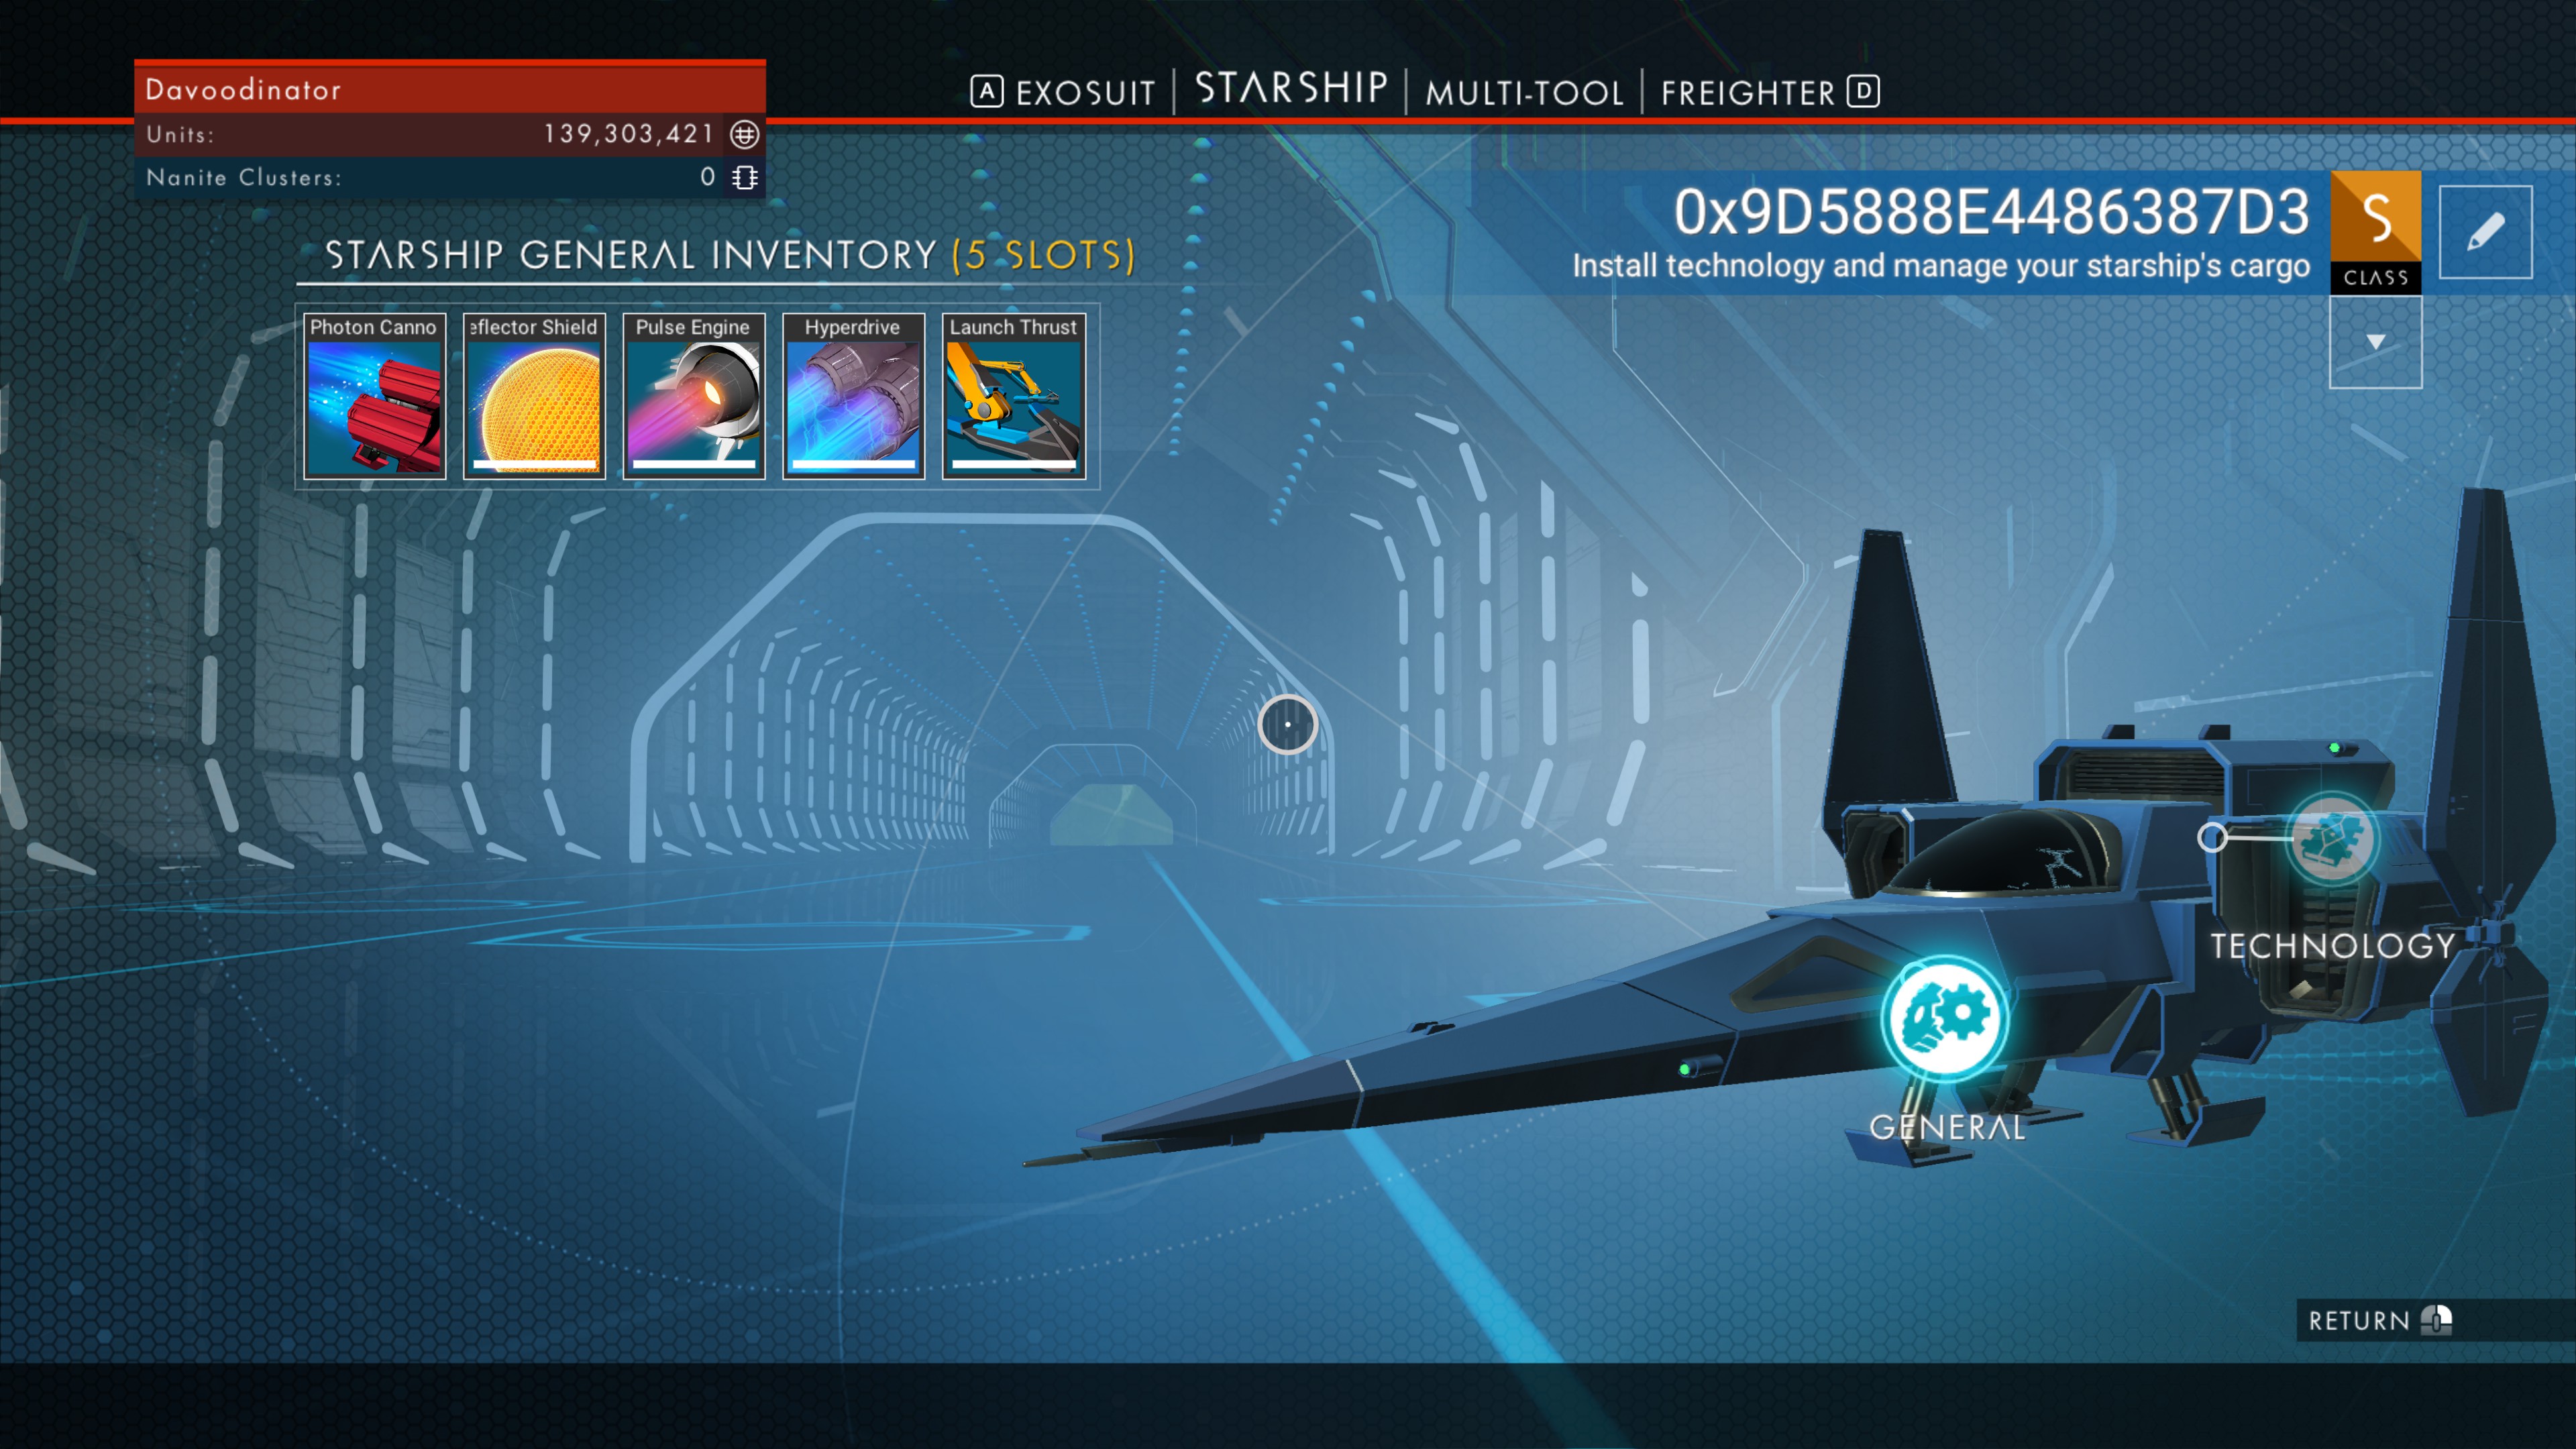 Davoodinator
Units: 139,303,421
Nanite Clusters: 0
A EXOSUIT STARSHIP MULTI-TOOL FREIGHTER D
STARSHIP GENERAL INVENTORY (5 SLOTS)
0x9D5888E4486387D3
Install technology and manage your starship's cargo
S
CLASS
Photon Canno eflector Shield Pulse Engine Hyperdrive Launch Thrust
TECHNOLOGY
GENERAL
RETURN